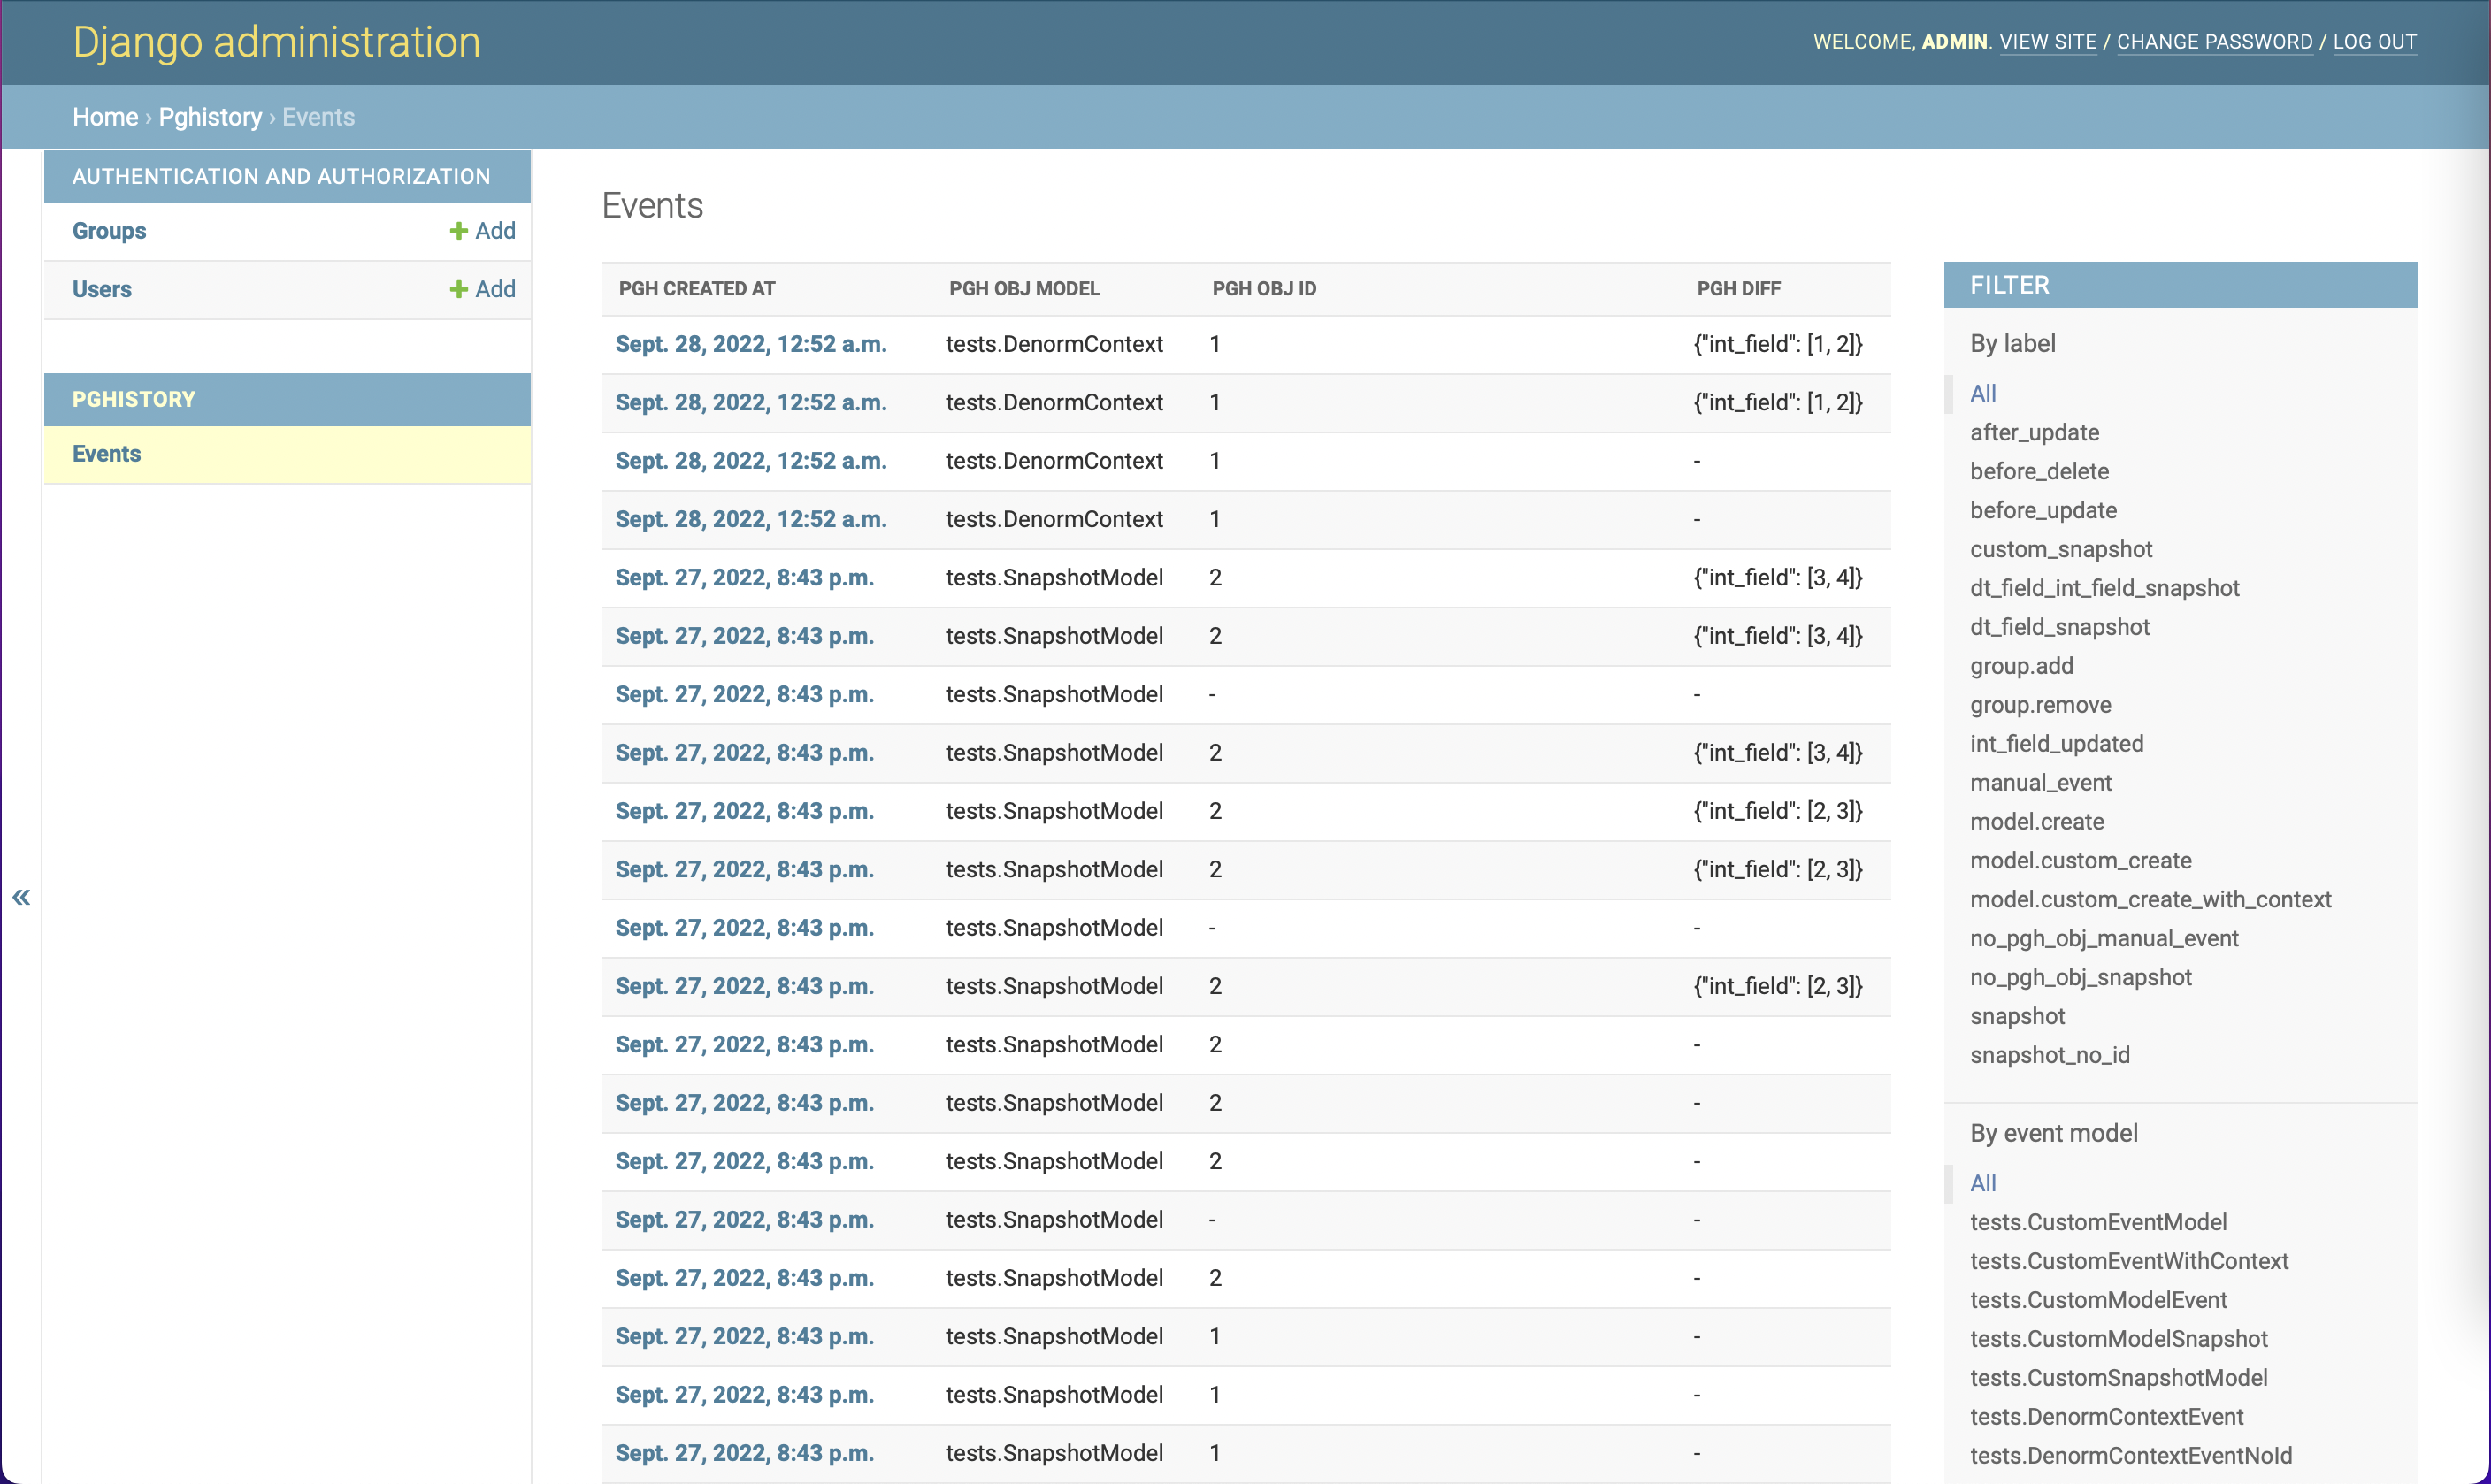 Django administration
WELCOME, ADMIN. VIEW SITE / CHANGE PASSWORD / LOG OUT
Home › Pghistory › Events
AUTHENTICATION AND AUTHORIZATION
Groups + Add
Users + Add
PGHISTORY
Events
«
Events
PGH CREATED AT PGH OBJ MODEL PGH OBJ ID PGH DIFF
Sept. 28, 2022, 12:52 a.m. tests.DenormContext 1 {"int_field": [1, 2]}
Sept. 28, 2022, 12:52 a.m. tests.DenormContext 1 {"int_field": [1, 2]}
Sept. 28, 2022, 12:52 a.m. tests.DenormContext 1 -
Sept. 28, 2022, 12:52 a.m. tests.DenormContext 1 -
Sept. 27, 2022, 8:43 p.m. tests.SnapshotModel 2 {"int_field": [3, 4]}
Sept. 27, 2022, 8:43 p.m. tests.SnapshotModel 2 {"int_field": [3, 4]}
Sept. 27, 2022, 8:43 p.m. tests.SnapshotModel - -
Sept. 27, 2022, 8:43 p.m. tests.SnapshotModel 2 {"int_field": [3, 4]}
Sept. 27, 2022, 8:43 p.m. tests.SnapshotModel 2 {"int_field": [2, 3]}
Sept. 27, 2022, 8:43 p.m. tests.SnapshotModel 2 {"int_field": [2, 3]}
Sept. 27, 2022, 8:43 p.m. tests.SnapshotModel - -
Sept. 27, 2022, 8:43 p.m. tests.SnapshotModel 2 {"int_field": [2, 3]}
Sept. 27, 2022, 8:43 p.m. tests.SnapshotModel 2 -
Sept. 27, 2022, 8:43 p.m. tests.SnapshotModel 2 -
Sept. 27, 2022, 8:43 p.m. tests.SnapshotModel 2 -
Sept. 27, 2022, 8:43 p.m. tests.SnapshotModel - -
Sept. 27, 2022, 8:43 p.m. tests.SnapshotModel 2 -
Sept. 27, 2022, 8:43 p.m. tests.SnapshotModel 1 -
Sept. 27, 2022, 8:43 p.m. tests.SnapshotModel 1 -
Sept. 27, 2022, 8:43 p.m. tests.SnapshotModel 1 -
FILTER
By label
All
after_update
before_delete
before_update
custom_snapshot
dt_field_int_field_snapshot
dt_field_snapshot
group.add
group.remove
int_field_updated
manual_event
model.create
model.custom_create
model.custom_create_with_context
no_pgh_obj_manual_event
no_pgh_obj_snapshot
snapshot
snapshot_no_id
By event model
All
tests.CustomEventModel
tests.CustomEventWithContext
tests.CustomModelEvent
tests.CustomModelSnapshot
tests.CustomSnapshotModel
tests.DenormContextEvent
tests.DenormContextEventNoId